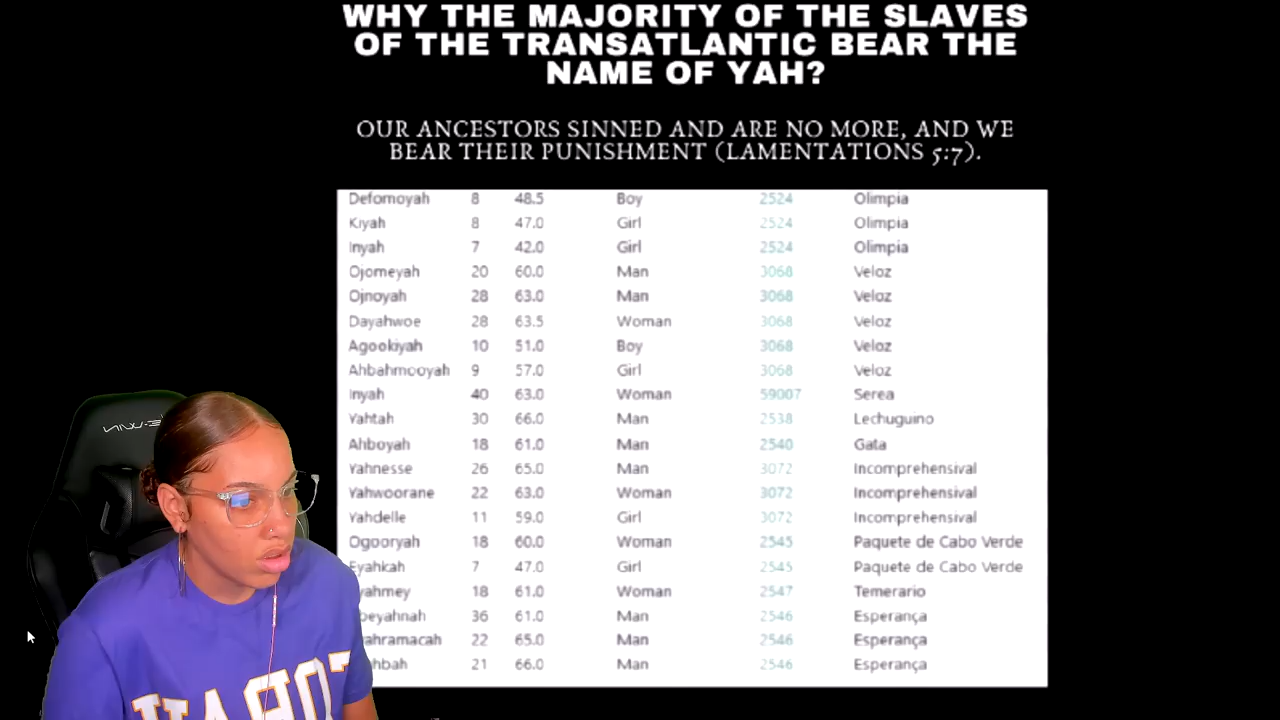 WHY THE MAJORITY OF THE SLAVES
OF THE TRANSATLANTIC BEAR THE
NAME OF YAH?
OUR ANCESTORS SINNED AND ARE NO MORE, AND WE
BEAR THEIR PUNISHMENT (LAMENTATIONS 5:7).
Defomoyah 8 48.5 Boy 2524 Olimpia
Kiyah 8 47.0 Girl 2524 Olimpia
Inyah 7 42.0 Girl 2524 Olimpia
Ojomeyah 20 60.0 Man 3068 Veloz
Ojnoyah 28 63.0 Man 3068 Veloz
Dayahwoe 28 63.5 Woman 3068 Veloz
Agookiyah 10 51.0 Boy 3068 Veloz
Ahbahmooyah 9 57.0 Girl 3068 Veloz
Inyah 40 63.0 Woman 59007 Serea
Yahtah 30 66.0 Man 2538 Lechuguino
Ahboyah 18 61.0 Man 2540 Gata
Yahnesse 26 65.0 Man 3072 Incomprehensival
Yahwoorane 22 63.0 Woman 3072 Incomprehensival
Yahdelle 11 59.0 Girl 3072 Incomprehensival
Ogooryah 18 60.0 Woman 2545 Paquete de Cabo Verde
Eyahkah 7 47.0 Girl 2545 Paquete de Cabo Verde
yahmey 18 61.0 Woman 2547 Temerario
beyahnah 36 61.0 Man 2546 Esperança
yahramacah 22 65.0 Man 2546 Esperança
hbah 21 66.0 Man 2546 Esperança